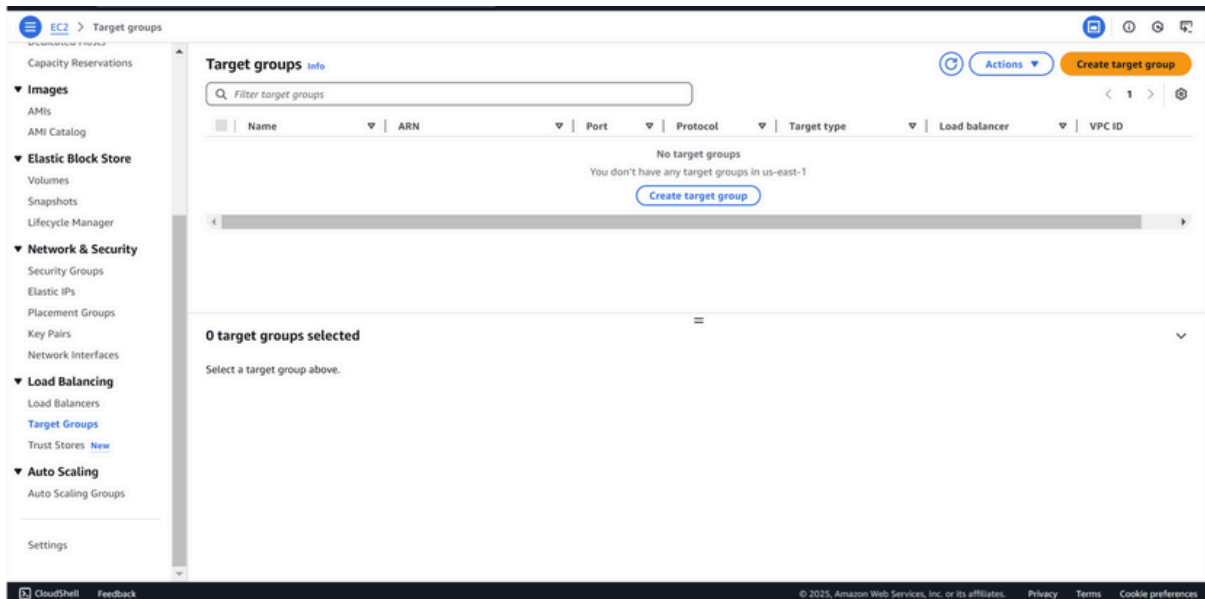 EC2 > Target groups
Dedicated Hosts
Capacity Reservations
Images
AMIs
AMI Catalog
Elastic Block Store
Volumes
Snapshots
Lifecycle Manager
Network & Security
Security Groups
Elastic IPs
Placement Groups
Key Pairs
Network Interfaces
Load Balancing
Load Balancers
Target Groups
Trust Stores New
Auto Scaling
Auto Scaling Groups
Settings
Target groups Info
Actions
Create target group
Filter target groups
< 1 >
Name ARN Port Protocol Target type Load balancer VPC ID
No target groups
You don't have any target groups in us-east-1
Create target group
0 target groups selected
Select a target group above.
CloudShell Feedback © 2025, Amazon Web Services, Inc. or its affiliates. Privacy Terms Cookie preferences